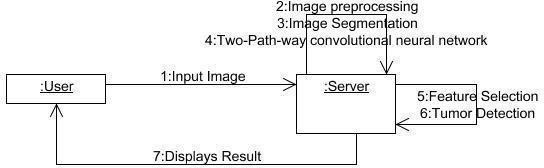 2:Image preprocessing
3:Image Segmentation
4:Two-Path-way convolutional neural network
:User
1:Input Image
:Server
5:Feature Selection
6:Tumor Detection
7:Displays Result